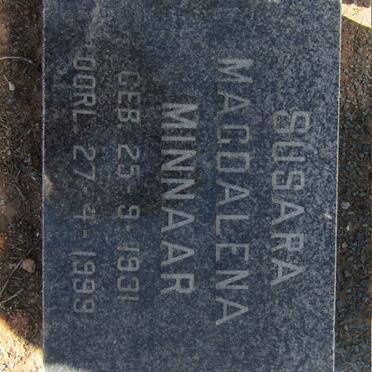 SUSARA
MAGDALENA
MINNAAR
GEB. 25-9-1931
OORL. 27-4-1999